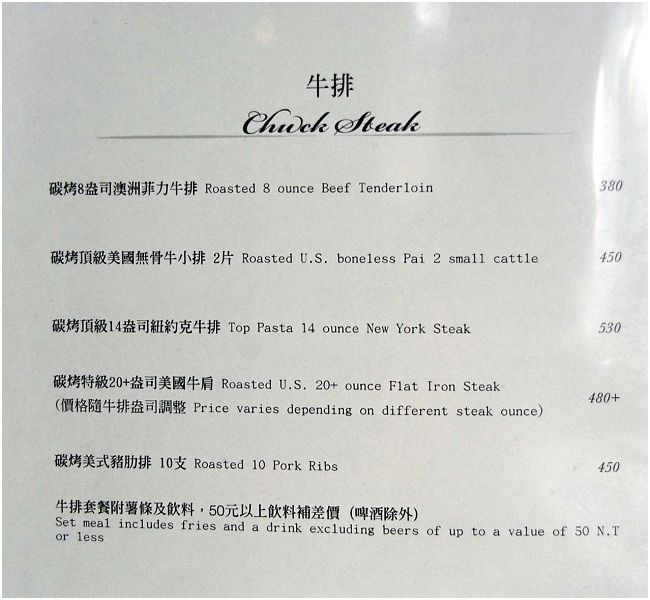 牛排
Chuck Steak
碳烤8盎司澳洲菲力牛排 Roasted 8 ounce Beef Tenderloin 380
碳烤頂級美國無骨牛小排 2片 Roasted U.S. boneless Pai 2 small cattle 450
碳烤頂級14盎司紐約克牛排 Top Pasta 14 ounce New York Steak 530
碳烤特級20+盎司美國牛肩 Roasted U.S. 20+ ounce Flat Iron Steak 480+
(價格隨牛排盎司調整 Price varies depending on different steak ounce)
碳烤美式豬肋排 10支 Roasted 10 Pork Ribs 450
牛排套餐附薯條及飲料，50元以上飲料補差價 (啤酒除外)
Set meal includes fries and a drink excluding beers of up to a value of 50 N.T
or less